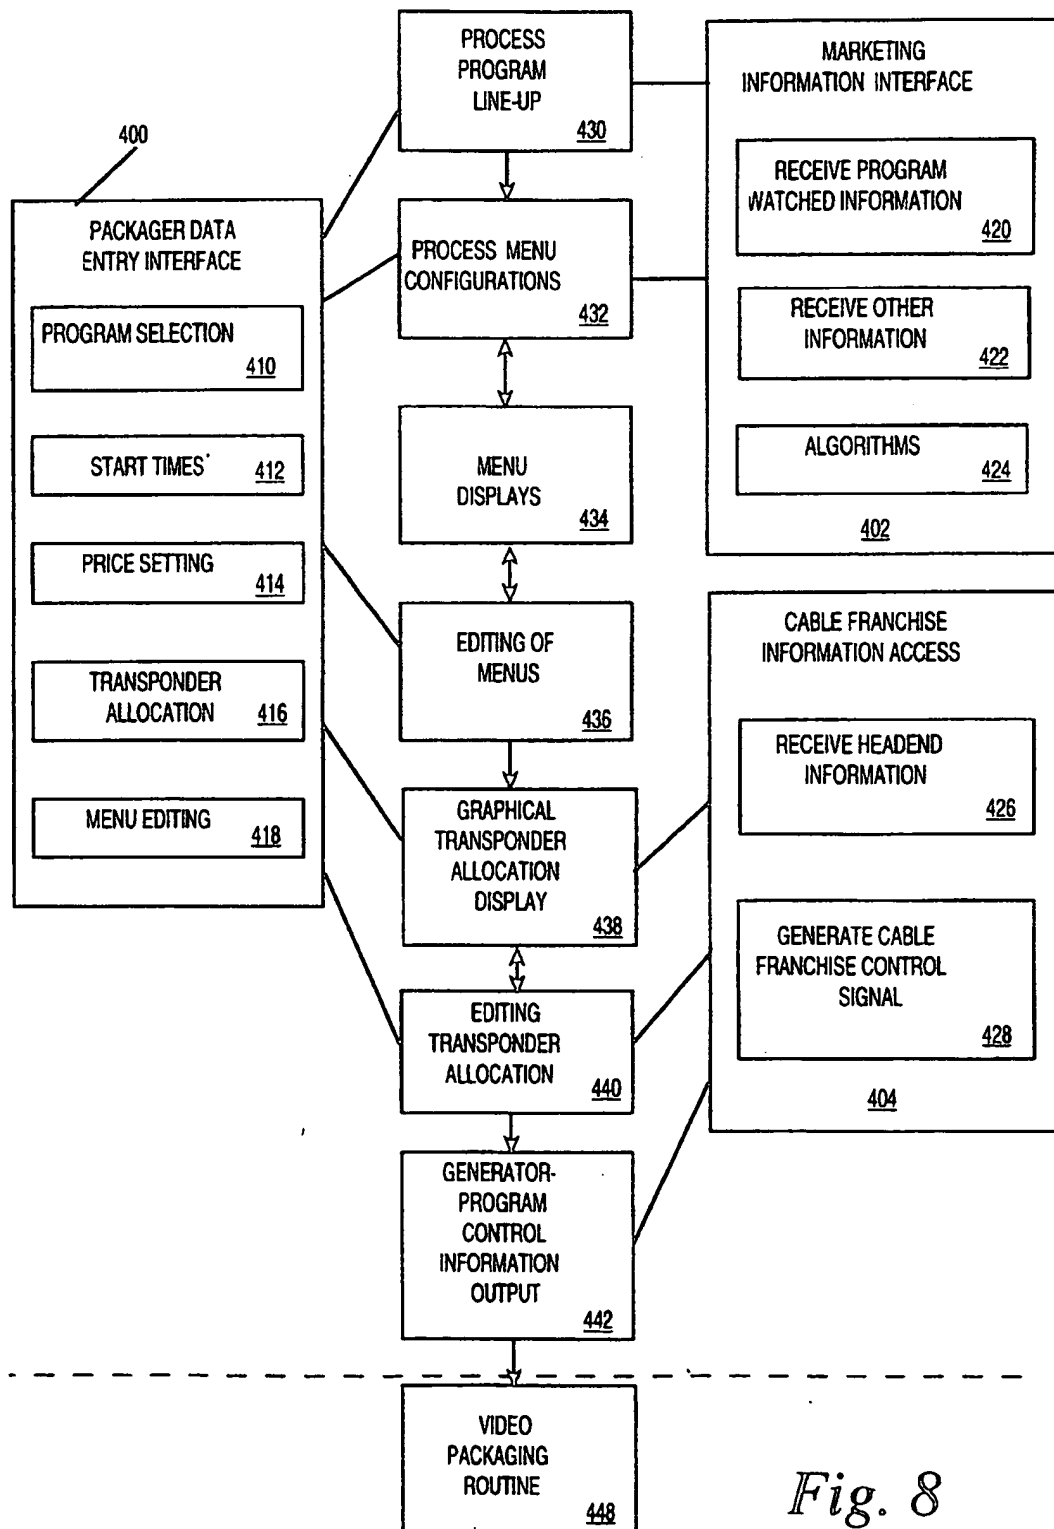 PROCESS
PROGRAM
LINE-UP
430
MARKETING
INFORMATION INTERFACE
RECEIVE PROGRAM
WATCHED INFORMATION
420
RECEIVE OTHER
INFORMATION
422
ALGORITHMS
424
402
400
PACKAGER DATA
ENTRY INTERFACE
PROGRAM SELECTION
410
START TIMES
412
PRICE SETTING
414
TRANSPONDER
ALLOCATION
416
MENU EDITING
418
PROCESS MENU
CONFIGURATIONS
432
MENU
DISPLAYS
434
EDITING OF
MENUS
436
GRAPHICAL
TRANSPONDER
ALLOCATION
DISPLAY
438
EDITING
TRANSPONDER
ALLOCATION
440
GENERATOR-
PROGRAM
CONTROL
INFORMATION
OUTPUT
442
CABLE FRANCHISE
INFORMATION ACCESS
RECEIVE HEADEND
INFORMATION
426
GENERATE CABLE
FRANCHISE CONTROL
SIGNAL
428
404
VIDEO
PACKAGING
ROUTINE
448
Fig. 8